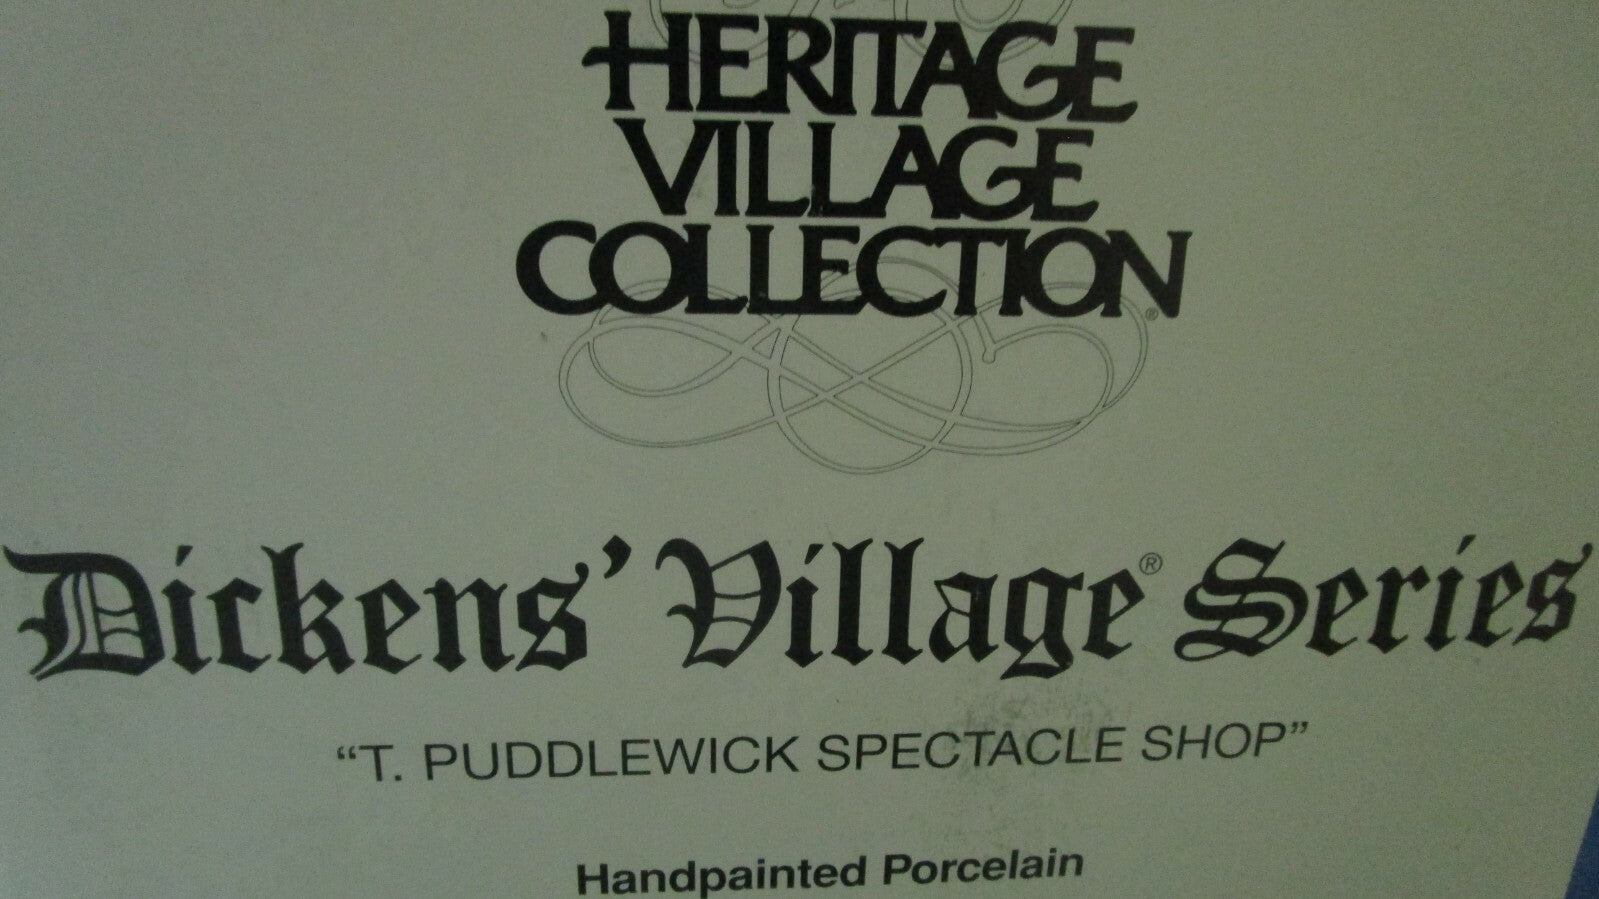 HERITAGE
VILLAGE
COLLECTION®
Dickens' Village® Series
“T. PUDDLEWICK SPECTACLE SHOP”
Handpainted Porcelain